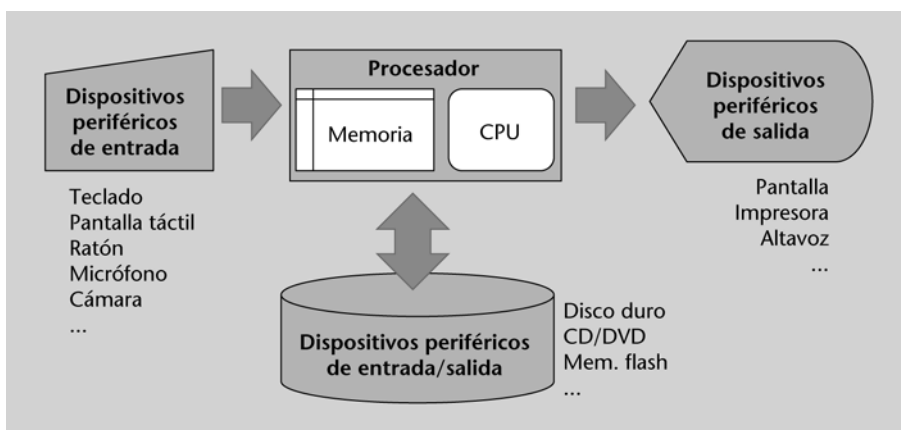 Dispositivos
periféricos
de entrada
Teclado
Pantalla táctil
Ratón
Micrófono
Cámara
...
Procesador
Memoria
CPU
Dispositivos
periféricos
de salida
Pantalla
Impresora
Altavoz
...
Dispositivos periféricos
de entrada/salida
Disco duro
CD/DVD
Mem. flash
...